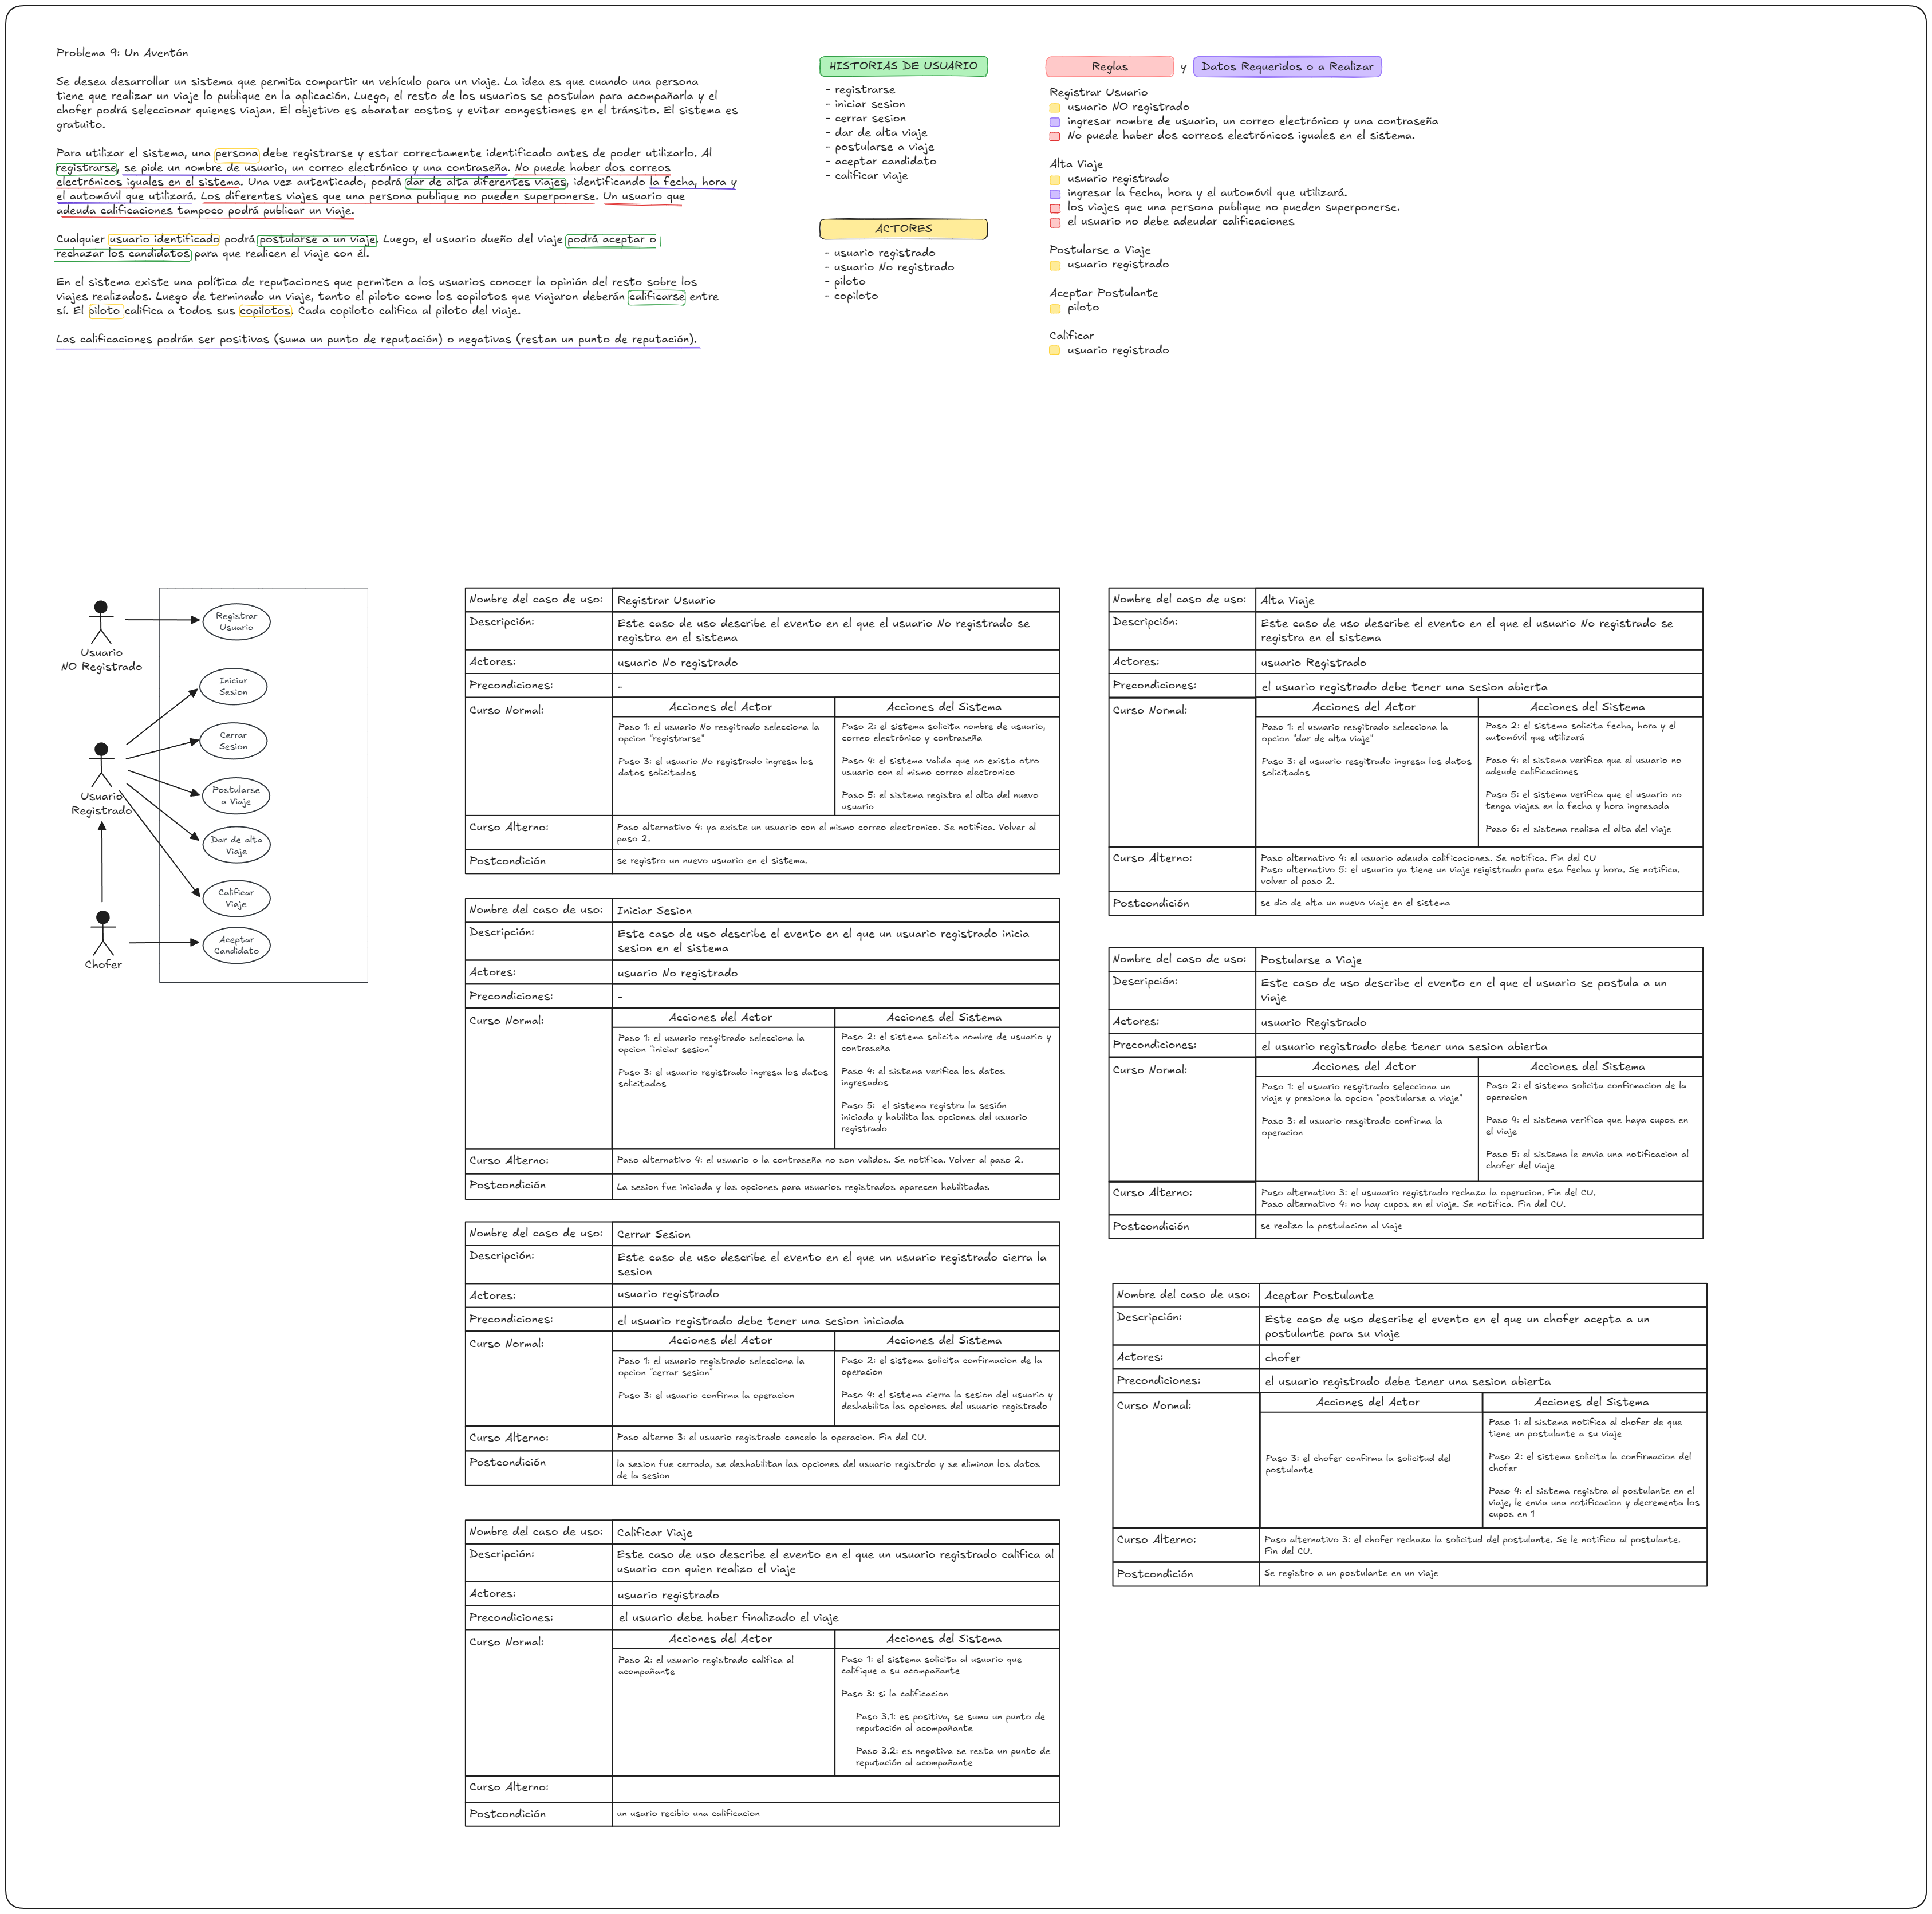 Problema 9: Un Aventón
Se desea desarrollar un sistema que permita compartir un vehículo para un viaje. La idea es que cuando una persona
tiene que realizar un viaje lo publique en la aplicación. Luego, el resto de los usuarios se postulan para acompañarla y el
chofer podrá seleccionar quienes viajan. El objetivo es abaratar costos y evitar congestiones en el tránsito. El sistema es
gratuito.
Para utilizar el sistema, una persona debe registrarse y estar correctamente identificado antes de poder utilizarlo. Al
registrarse, se pide un nombre de usuario, un correo electrónico y una contraseña. No puede haber dos correos
electrónicos iguales en el sistema. Una vez autenticado, podrá dar de alta diferentes viajes, identificando la fecha, hora y
el automóvil que utilizará. Los diferentes viajes que una persona publique no pueden superponerse. Un usuario que
adeuda calificaciones tampoco podrá publicar un viaje.
Cualquier usuario identificado podrá postularse a un viaje. Luego, el usuario dueño del viaje podrá aceptar o
rechazar los candidatos para que realicen el viaje con él.
En el sistema existe una política de reputaciones que permiten a los usuarios conocer la opinión del resto sobre los
viajes realizados. Luego de terminado un viaje, tanto el piloto como los copilotos que viajaron deberán calificarse entre
sí. El piloto califica a todos sus copilotos. Cada copiloto califica al piloto del viaje.
Las calificaciones podrán ser positivas (suma un punto de reputación) o negativas (restan un punto de reputación).
HISTORIAS DE USUARIO
- registrarse
- iniciar sesion
- cerrar sesion
- dar de alta viaje
- postularse a viaje
- aceptar candidato
- calificar viaje
ACTORES
- usuario registrado
- usuario No registrado
- piloto
- copiloto
Reglas y Datos Requeridos o a Realizar
Registrar Usuario
usuario NO registrado
ingresar nombre de usuario, un correo electrónico y una contraseña
No puede haber dos correos electrónicos iguales en el sistema.
Alta Viaje
usuario registrado
ingresar la fecha, hora y el automóvil que utilizará.
los viajes que una persona publique no pueden superponerse.
el usuario no debe adeudar calificaciones
Postularse a Viaje
usuario registrado
Aceptar Postulante
piloto
Calificar
usuario registrado
Usuario
NO Registrado
Usuario
Registrado
Chofer
Registrar
Usuario
Iniciar
Sesion
Cerrar
Sesion
Postularse
a Viaje
Dar de alta
Viaje
Calificar
Viaje
Aceptar
Candidato
Nombre del caso de uso: Registrar Usuario
Descripción: Este caso de uso describe el evento en el que el usuario No registrado se
registra en el sistema
Actores: usuario No registrado
Precondiciones: -
Curso Normal: Acciones del Actor Acciones del Sistema
Paso 1: el usuario No resgitrado selecciona la
opcion "registrarse"
Paso 3: el usuario No registrado ingresa los
datos solicitados
Paso 2: el sistema solicita nombre de usuario,
correo electrónico y contraseña
Paso 4: el sistema valida que no exista otro
usuario con el mismo correo electronico
Paso 5: el sistema registra el alta del nuevo
usuario
Curso Alterno: Paso alternativo 4: ya existe un usuario con el mismo correo electronico. Se notifica. Volver al
paso 2.
Postcondición se registro un nuevo usuario en el sistema.
Nombre del caso de uso: Iniciar Sesion
Descripción: Este caso de uso describe el evento en el que un usuario registrado inicia
sesion en el sistema
Actores: usuario No registrado
Precondiciones: -
Curso Normal: Acciones del Actor Acciones del Sistema
Paso 1: el usuario resgitrado selecciona la
opcion "iniciar sesion"
Paso 3: el usuario registrado ingresa los datos
solicitados
Paso 2: el sistema solicita nombre de usuario y
contraseña
Paso 4: el sistema verifica los datos
ingresados
Paso 5: el sistema registra la sesión
iniciada y habilita las opciones del usuario
registrado
Curso Alterno: Paso alternativo 4: el usuario o la contraseña no son validos. Se notifica. Volver al paso 2.
Postcondición La sesion fue iniciada y las opciones para usuarios registrados aparecen habilitadas
Nombre del caso de uso: Cerrar Sesion
Descripción: Este caso de uso describe el evento en el que un usuario registrado cierra la
sesion
Actores: usuario registrado
Precondiciones: el usuario registrado debe tener una sesion iniciada
Curso Normal: Acciones del Actor Acciones del Sistema
Paso 1: el usuario registrado selecciona la
opcion "cerrar sesion"
Paso 3: el usuario confirma la operacion
Paso 2: el sistema solicita confirmacion de la
operacion
Paso 4: el sistema cierra la sesion del usuario y
deshabilita las opciones del usuario registrado
Curso Alterno: Paso alterno 3: el usuario registrado cancelo la operacion. Fin del CU.
Postcondición la sesion fue cerrada, se deshabilitan las opciones del usuario registrdo y se eliminan los datos
de la sesion
Nombre del caso de uso: Calificar Viaje
Descripción: Este caso de uso describe el evento en el que un usuario registrado califica al
usuario con quien realizo el viaje
Actores: usuario registrado
Precondiciones: el usuario debe haber finalizado el viaje
Curso Normal: Acciones del Actor Acciones del Sistema
Paso 2: el usuario registrado califica al
acompañante
Paso 1: el sistema solicita al usuario que
califique a su acompañante
Paso 3: si la calificacion
Paso 3.1: es positiva, se suma un punto de
reputación al acompañante
Paso 3.2: es negativa se resta un punto de
reputación al acompañante
Curso Alterno:
Postcondición un usario recibio una calificacion
Nombre del caso de uso: Alta Viaje
Descripción: Este caso de uso describe el evento en el que el usuario No registrado se
registra en el sistema
Actores: usuario Registrado
Precondiciones: el usuario registrado debe tener una sesion abierta
Curso Normal: Acciones del Actor Acciones del Sistema
Paso 1: el usuario resgitrado selecciona la
opcion "dar de alta viaje"
Paso 3: el usuario resgitrado ingresa los datos
solicitados
Paso 2: el sistema solicita fecha, hora y el
automóvil que utilizará
Paso 4: el sistema verifica que el usuario no
adeude calificaciones
Paso 5: el sistema verifica que el usuario no
tenga viajes en la fecha y hora ingresada
Paso 6: el sistema realiza el alta del viaje
Curso Alterno: Paso alternativo 4: el usuario adeuda calificaciones. Se notifica. Fin del CU
Paso alternativo 5: el usuario ya tiene un viaje reigistrado para esa fecha y hora. Se notifica.
volver al paso 2.
Postcondición se dio de alta un nuevo viaje en el sistema
Nombre del caso de uso: Postularse a Viaje
Descripción: Este caso de uso describe el evento en el que el usuario se postula a un
viaje
Actores: usuario Registrado
Precondiciones: el usuario registrado debe tener una sesion abierta
Curso Normal: Acciones del Actor Acciones del Sistema
Paso 1: el usuario resgitrado selecciona un
viaje y presiona la opcion "postularse a viaje"
Paso 3: el usuario resgitrado confirma la
operacion
Paso 2: el sistema solicita confirmacion de la
operacion
Paso 4: el sistema verifica que haya cupos en
el viaje
Paso 5: el sistema le envia una notificacion al
chofer del viaje
Curso Alterno: Paso alternativo 3: el usuaario registrado rechaza la operacion. Fin del CU.
Paso alternativo 4: no hay cupos en el viaje. Se notifica. Fin del CU.
Postcondición se realizo la postulacion al viaje
Nombre del caso de uso: Aceptar Postulante
Descripción: Este caso de uso describe el evento en el que un chofer acepta a un
postulante para su viaje
Actores: chofer
Precondiciones: el usuario registrado debe tener una sesion abierta
Curso Normal: Acciones del Actor Acciones del Sistema
Paso 3: el chofer confirma la solicitud del
postulante
Paso 1: el sistema notifica al chofer de que
tiene un postulante a su viaje
Paso 2: el sistema solicita la confirmacion del
chofer
Paso 4: el sistema registra al postulante en el
viaje, le envia una notificacion y decrementa los
cupos en 1
Curso Alterno: Paso alternativo 3: el chofer rechaza la solicitud del postulante. Se le notifica al postulante.
Fin del CU.
Postcondición Se registro a un postulante en un viaje